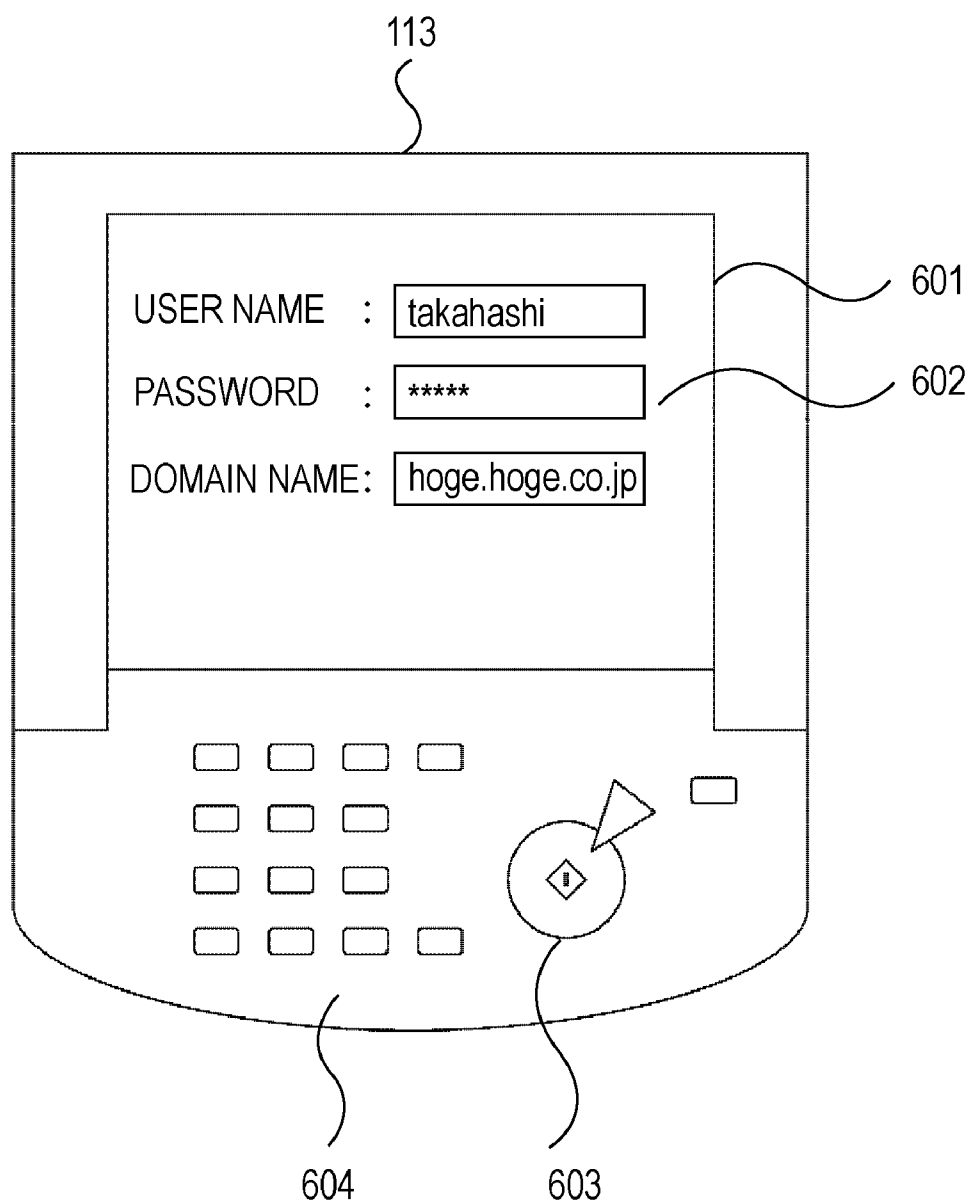 113
601
USER NAME : takahashi
602
PASSWORD : *****
DOMAIN NAME: hoge.hoge.co.jp
604
603